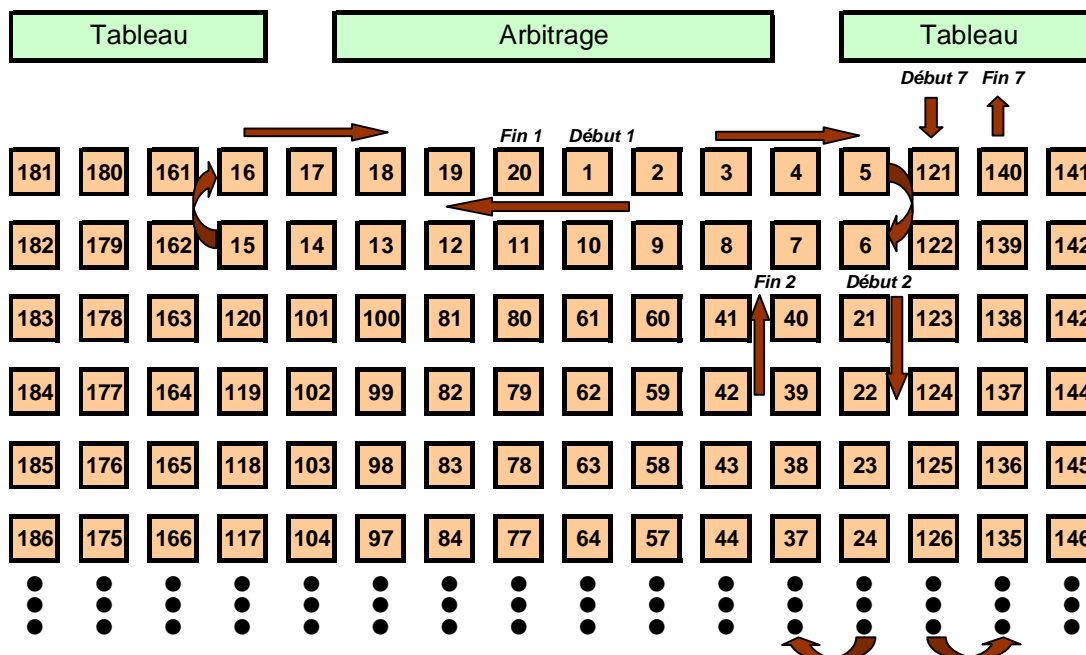 Tableau Arbitrage Tableau
Début 7 Fin 7
Fin 1 Début 1
181 180 161 16 17 18 19 20 1 2 3 4 5 121 140 141
182 179 162 15 14 13 12 11 10 9 8 7 6 122 139 142
Fin 2 Début 2
183 178 163 120 101 100 81 80 61 60 41 40 21 123 138 142
184 177 164 119 102 99 82 79 62 59 42 39 22 124 137 144
185 176 165 118 103 98 83 78 63 58 43 38 23 125 136 145
186 175 166 117 104 97 84 77 64 57 44 37 24 126 135 146